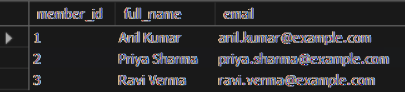 member_id full_name email
1 Anil Kumar anil.kumar@example.com
2 Priya Sharma priya.sharma@example.com
3 Ravi Verma ravi.verma@example.com